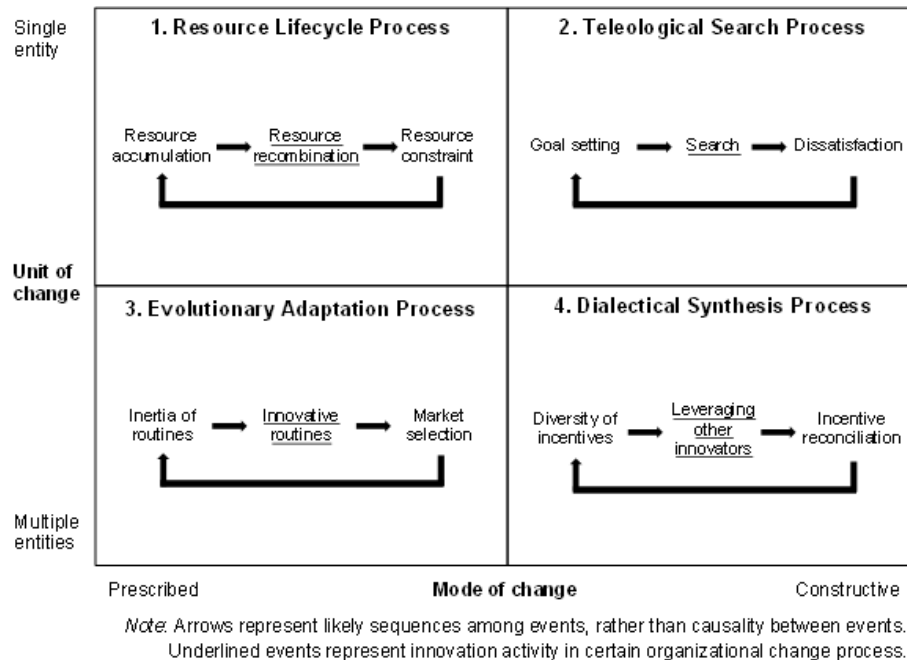 Single
entity
1. Resource Lifecycle Process
Resource
accumulation
Resource
recombination
Resource
constraint
2. Teleological Search Process
Goal setting
Search
Dissatisfaction
Unit of
change
3. Evolutionary Adaptation Process
Inertia of
routines
Innovative
routines
Market
selection
4. Dialectical Synthesis Process
Diversity of
incentives
Leveraging
other
innovators
Incentive
reconciliation
Multiple
entities
Prescribed
Mode of change
Constructive
Note: Arrows represent likely sequences among events, rather than causality between events.
Underlined events represent innovation activity in certain organizational change process.